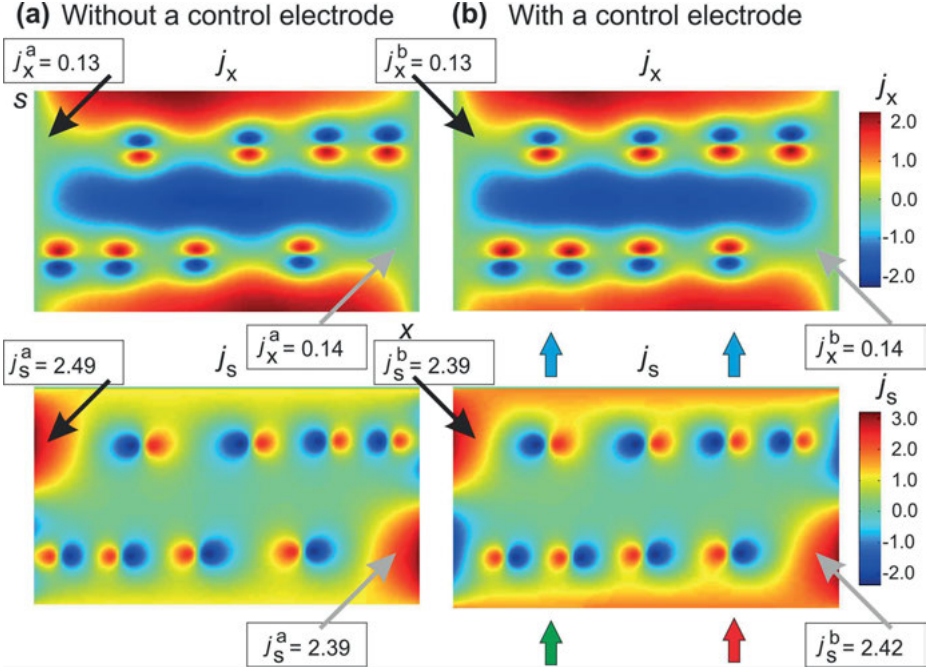 (a) Without a control electrode
(b) With a control electrode
j_x^a = 0.13
j_x
j_x^b = 0.13
j_x
j_x
s
2.0
1.0
0.0
-1.0
-2.0
x
j_s^a = 2.49
j_s
j_x^a = 0.14
j_s^b = 2.39
j_s
j_x^b = 0.14
j_s
3.0
2.0
1.0
0.0
-1.0
-2.0
j_s^a = 2.39
j_s^b = 2.42